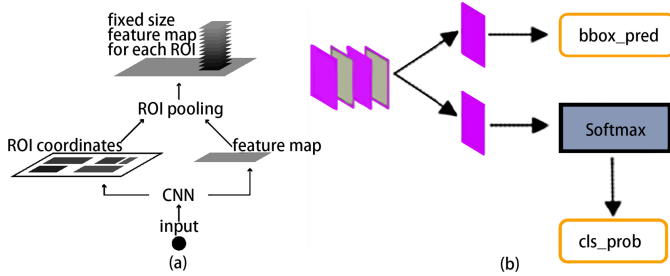 fixed size
feature map
for each ROI
ROI pooling
ROI coordinates
feature map
CNN
input
(a)
bbox_pred
Softmax
cls_prob
(b)